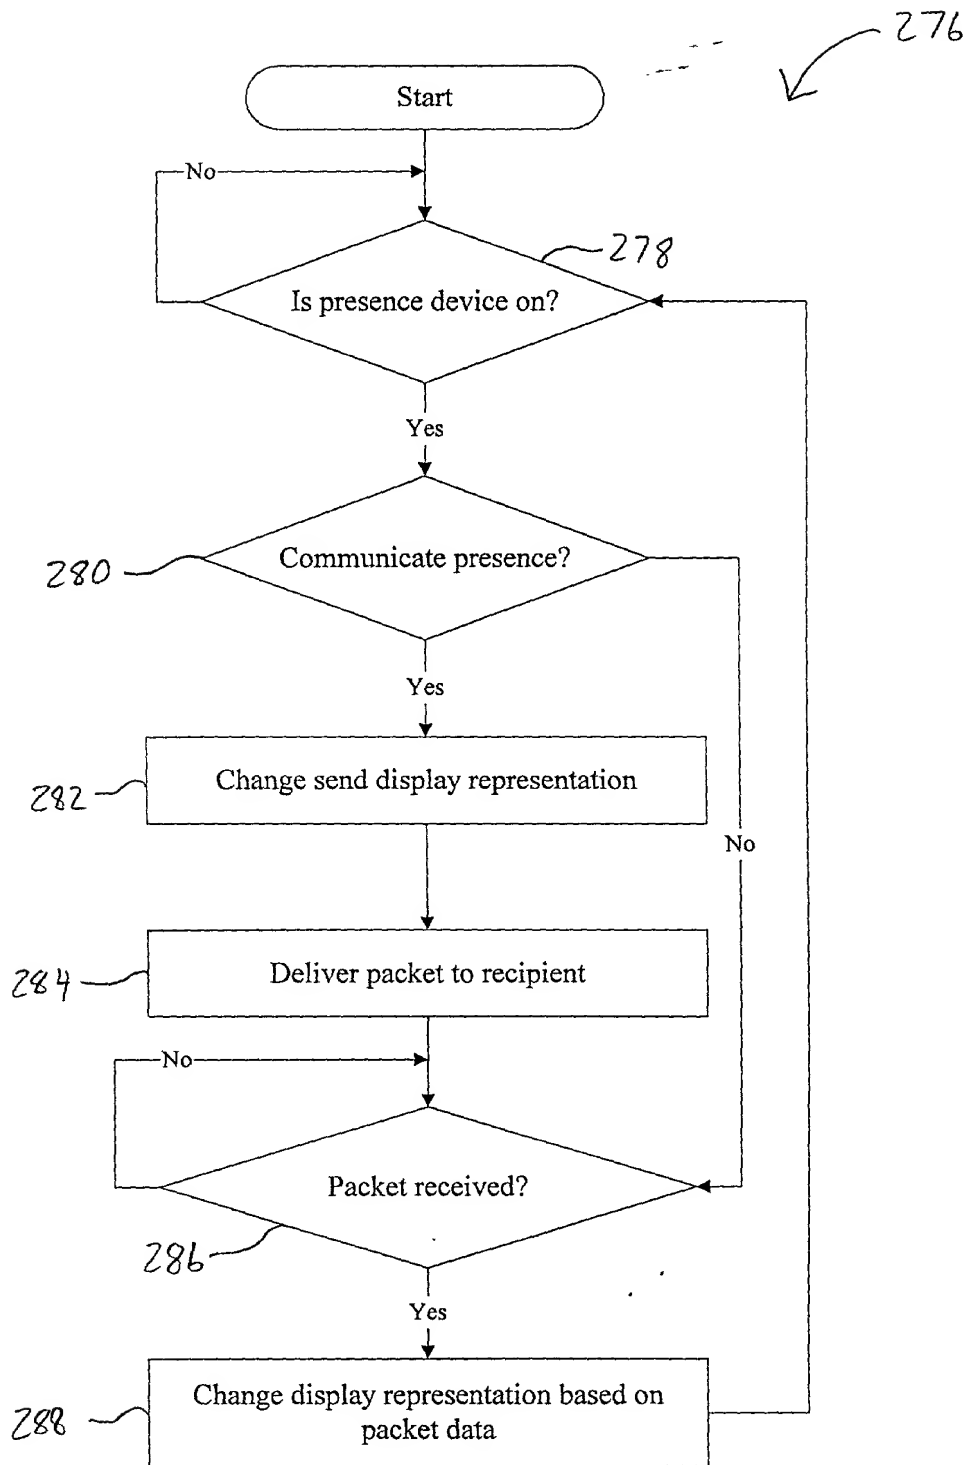 276
Start
No
278
Is presence device on?
Yes
280
Communicate presence?
Yes
282
Change send display representation
No
284
Deliver packet to recipient
No
Packet received?
286
Yes
288
Change display representation based on
packet data